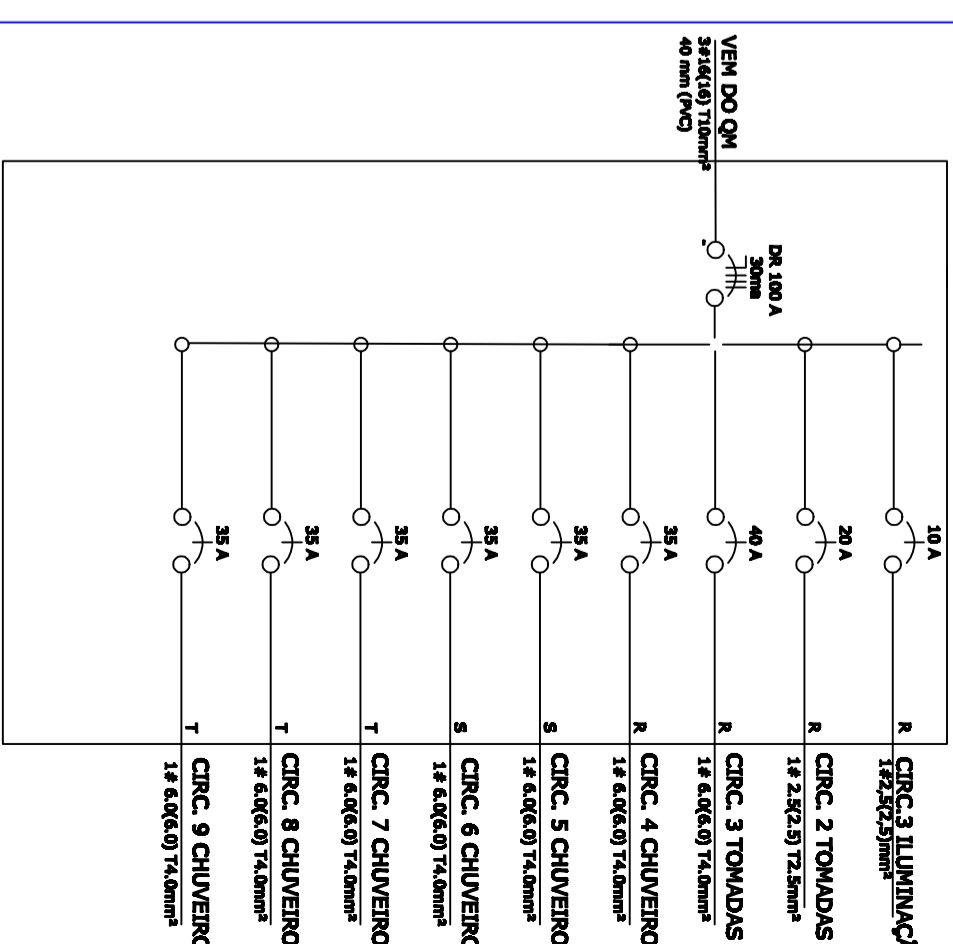 VEM DO QM
3#16(16) T10mm²
40 mm (PVC)
DR 100 A
30ma
10 A
R
CIRC.3 ILUMINAÇ
1#2,5(2,5)mm²
20 A
R
CIRC. 2 TOMADAS
1# 2.5(2.5) T2.5mm²
40 A
R
CIRC. 3 TOMADAS
1# 6.0(6.0) T4.0mm²
35 A
R
CIRC. 4 CHUVEIRO
1# 6.0(6.0) T4.0mm²
35 A
S
CIRC. 5 CHUVEIRO
1# 6.0(6.0) T4.0mm²
35 A
S
CIRC. 6 CHUVEIRO
1# 6.0(6.0) T4.0mm²
35 A
T
CIRC. 7 CHUVEIRO
1# 6.0(6.0) T4.0mm²
35 A
T
CIRC. 8 CHUVEIRO
1# 6.0(6.0) T4.0mm²
35 A
T
CIRC. 9 CHUVEIRO
1# 6.0(6.0) T4.0mm²